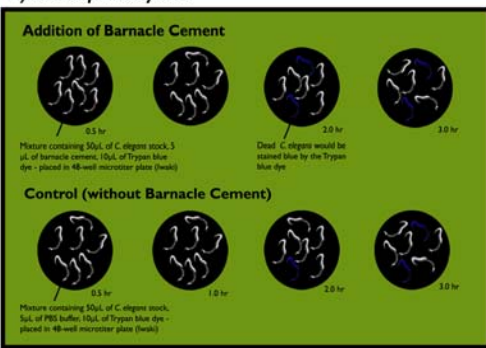 Addition of Barnacle Cement
0.5 hr
2.0 hr
3.0 hr
Mixture containing 50µL of C. elegans stock, 5
µL of barnacle cement, 10µL of Trypan blue
dye - placed in 48-well microtiter plate (Iwaki)
Dead C. elegans would be
stained blue by the Trypan
blue dye
Control (without Barnacle Cement)
0.5 hr
1.0 hr
2.0 hr
3.0 hr
Mixture containing 50µL of C. elegans stock,
5µL of PBS buffer, 10µL of Trypan blue dye -
placed in 48-well microtiter plate (Iwaki)